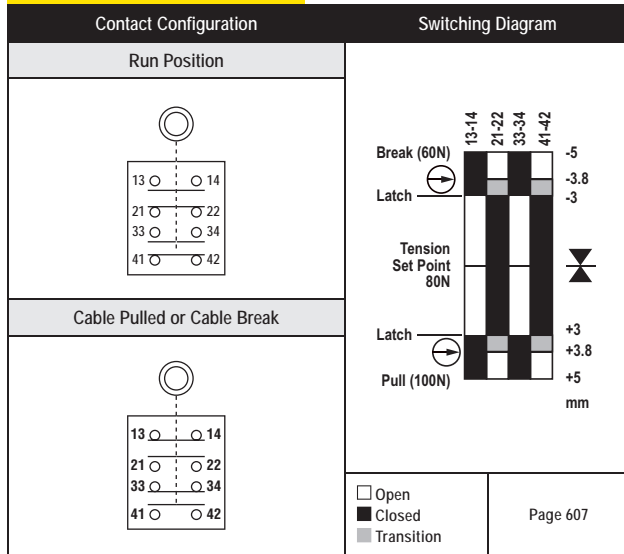 Contact Configuration
Switching Diagram
Run Position
13 14
21 22
33 34
41 42
Cable Pulled or Cable Break
13 14
21 22
33 34
41 42
13-14
21-22
33-34
41-42
Break (60N)
-5
-3.8
Latch
-3
Tension
Set Point
80N
Latch
+3
+3.8
Pull (100N)
+5
mm
Open
Closed
Transition
Page 607